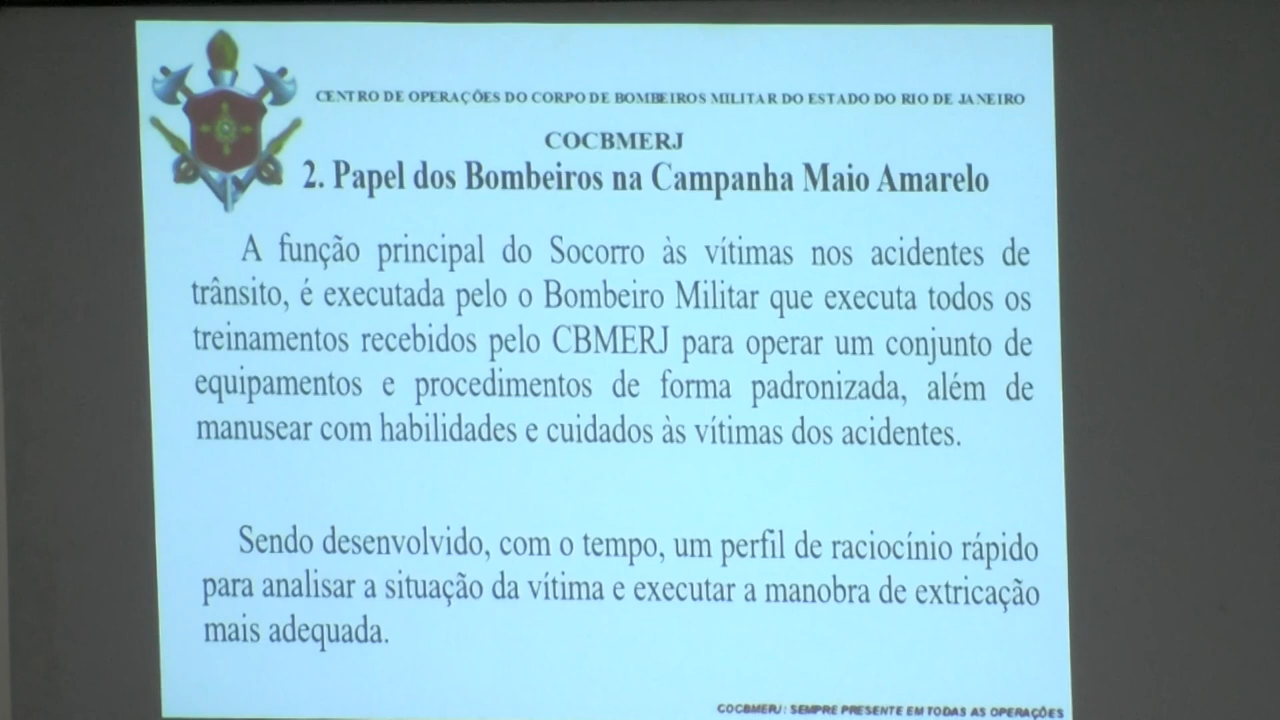 CENTRO DE OPERAÇÕES DO CORPO DE BOMBEIROS MILITAR DO ESTADO DO RIO DE JANEIRO
COCBMERJ
2. Papel dos Bombeiros na Campanha Maio Amarelo
A função principal do Socorro às vítimas nos acidentes de
trânsito, é executada pelo o Bombeiro Militar que executa todos os
treinamentos recebidos pelo CBMERJ para operar um conjunto de
equipamentos e procedimentos de forma padronizada, além de
manusear com habilidades e cuidados às vítimas dos acidentes.
Sendo desenvolvido, com o tempo, um perfil de raciocínio rápido
para analisar a situação da vítima e executar a manobra de extricação
mais adequada.
COCBMERJ: SEMPRE PRESENTE EM TODAS AS OPERAÇÕES